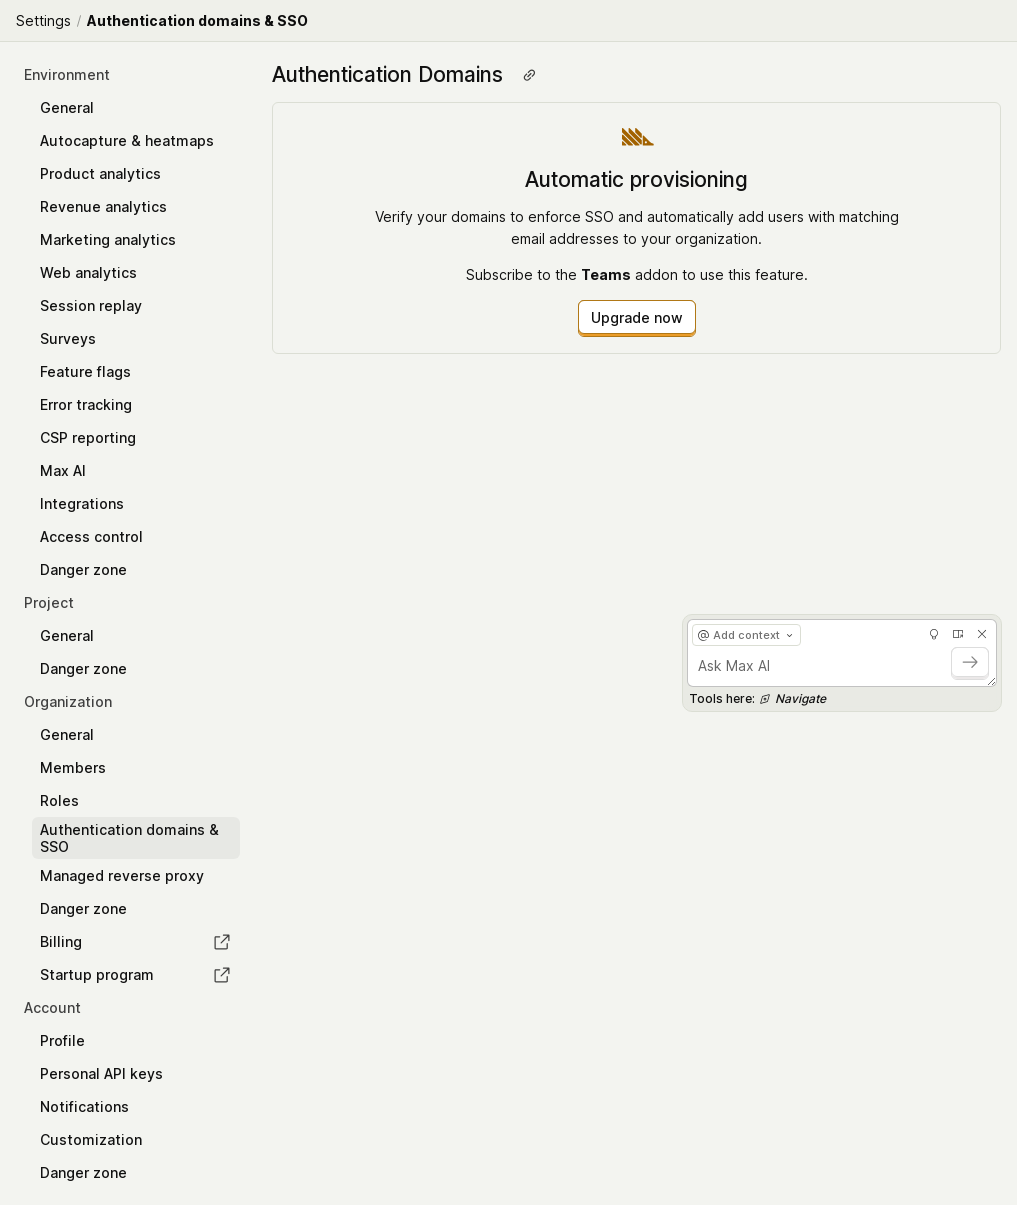 Settings / Authentication domains & SSO
Environment
General
Autocapture & heatmaps
Product analytics
Revenue analytics
Marketing analytics
Web analytics
Session replay
Surveys
Feature flags
Error tracking
CSP reporting
Max AI
Integrations
Access control
Danger zone
Project
General
Danger zone
Organization
General
Members
Roles
Authentication domains &
SSO
Managed reverse proxy
Danger zone
Billing
Startup program
Account
Profile
Personal API keys
Notifications
Customization
Danger zone
Authentication Domains
Automatic provisioning
Verify your domains to enforce SSO and automatically add users with matching
email addresses to your organization.
Subscribe to the Teams addon to use this feature.
Upgrade now
@ Add context
Ask Max AI
Tools here: Navigate